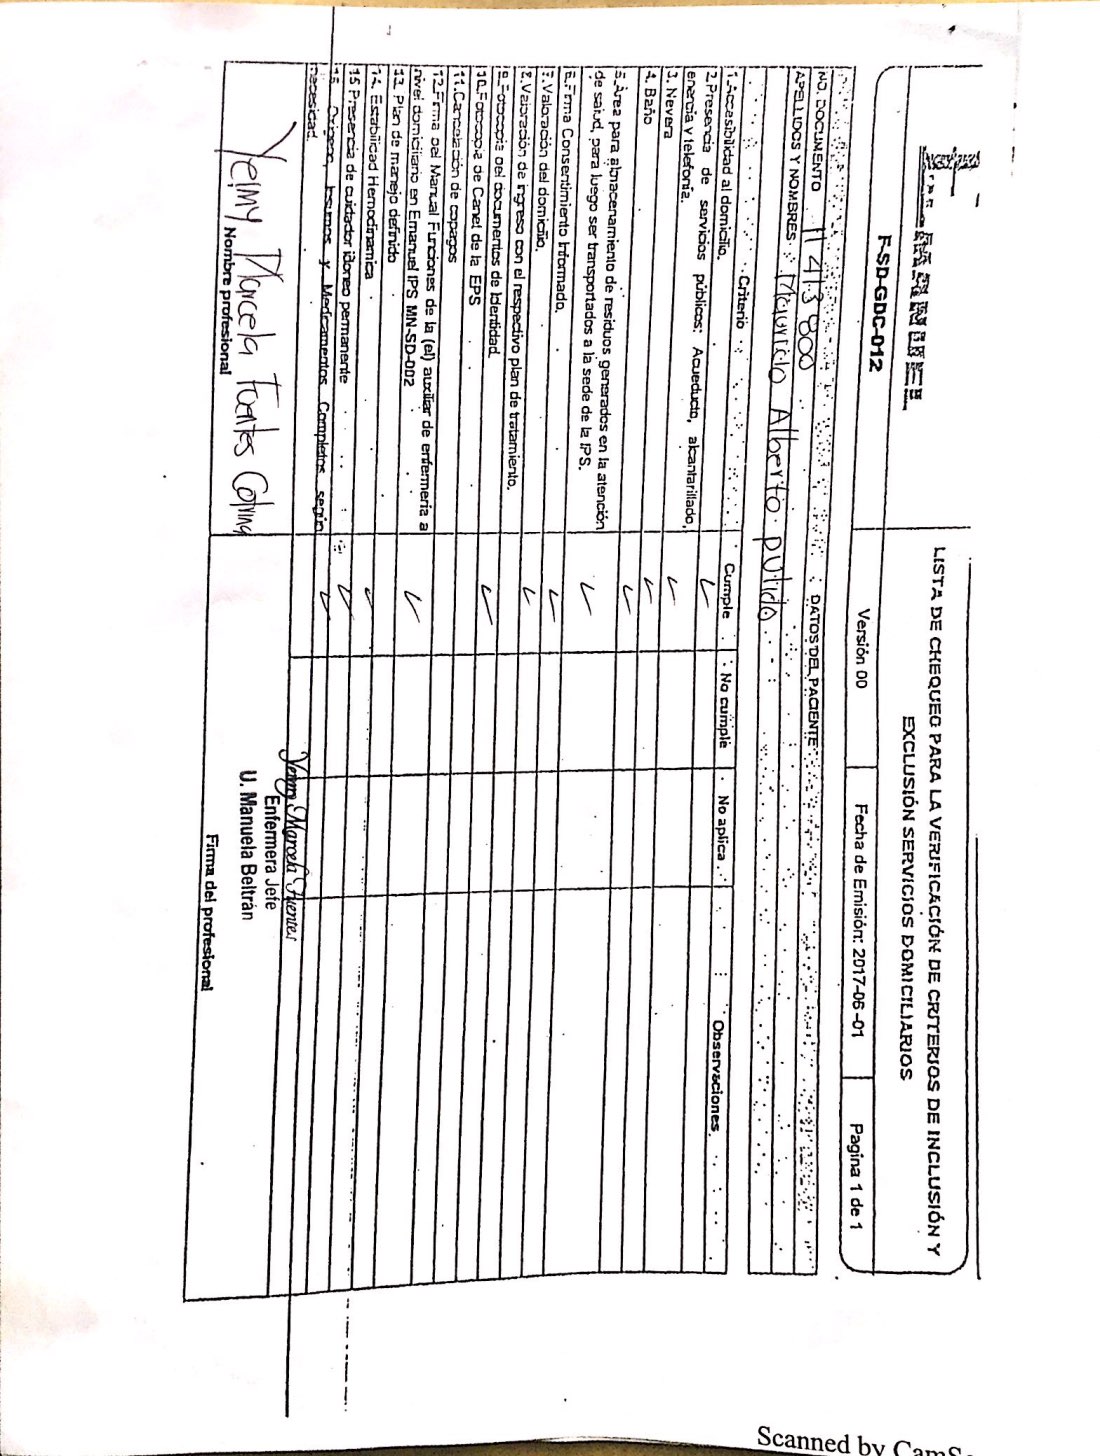 EMANUEL
F-SD-GDC-012
LISTA DE CHEQUEO PARA LA VERIFICACIÓN DE CRITERIOS DE INCLUSIÓN Y
EXCLUSIÓN SERVICIOS DOMICILIARIOS
Versión 00
Fecha de Emisión: 2017-06-01
Pagina 1 de 1
DATOS DEL PACIENTE
NO. DOCUMENTO 11413800
APELLIDOS Y NOMBRES : Mauricio Alberto pulido
Criterio
Cumple
No cumple
No aplica
Observaciones
1. Accesibilidad al domicilio.
2. Presencia de servicios públicos: Acueducto, alcantarillado,
energía y telefonía.
3. Nevera
4. Baño
5. Área para almacenamiento de residuos generados en la atención
de salud, para luego ser transportados a la sede de la IPS.
6. Firma Consentimiento Informado.
7. Valoración del domicilio.
8. Valoración de ingreso con el respectivo plan de tratamiento.
9. Fotocopia del documentos de identidad.
10. Fotocopia de Carnet de la EPS
11. Cancelación de copagos
12. Firma del Manual Funciones de la (el) auxiliar de enfermería a
nivel domiciliario en Emanuel IPS MN-SD-002
13. Plan de manejo definido
14. Estabilidad Hemodinamica
15 Presencia de cuidador idoneo permanente
16. Oxigeno, Insumos y Medicamentos Completos según
necesidad.
Yeimy Marcela Fuentes
Nombre profesional
Yeimy Marcela Fuentes
Enfermera Jefe
U. Manuela Beltrán
Firma del profesional
Scanned by